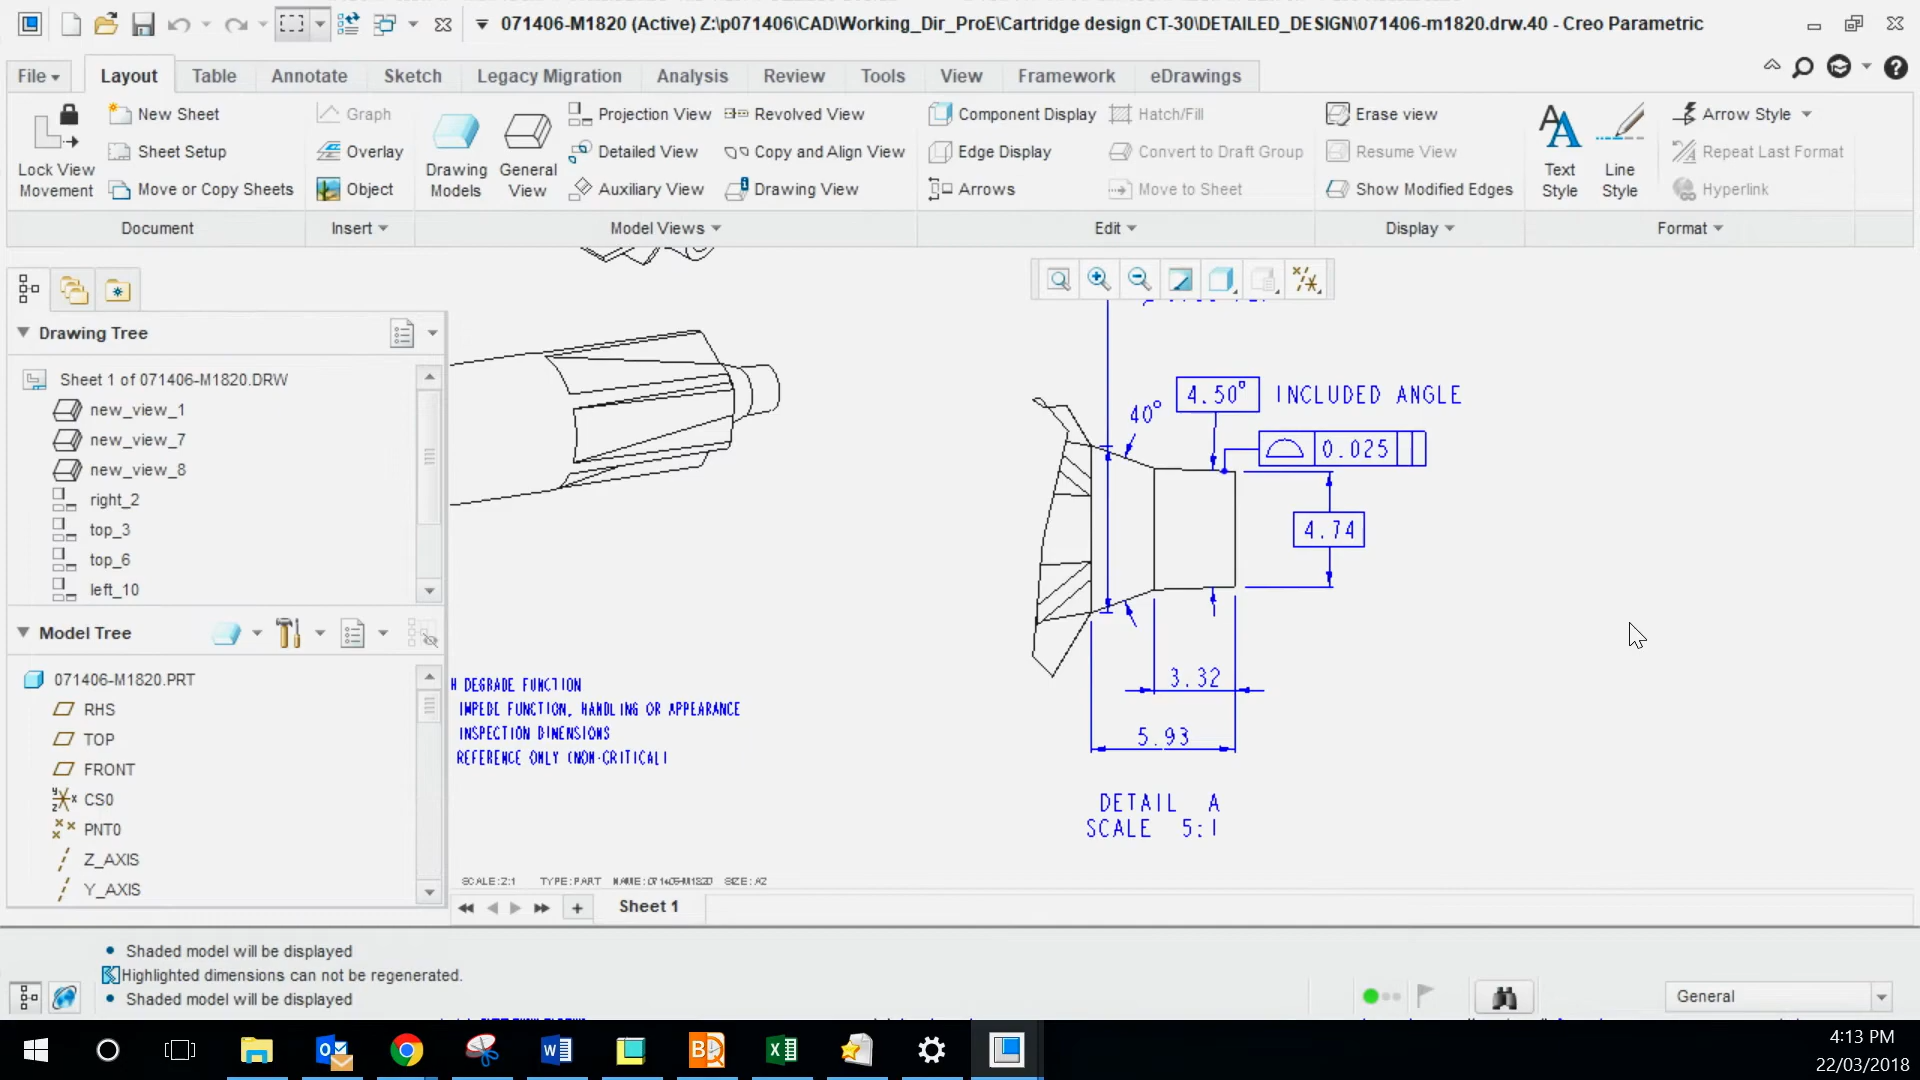 071406-M1820 (Active) Z:\p071406\CAD\Working_Dir_ProE\Cartridge design CT-30\DETAILED_DESIGN\071406-m1820.drw.40 - Creo Parametric
File Layout Table Annotate Sketch Legacy Migration Analysis Review Tools View Framework eDrawings
New Sheet Graph Projection View Revolved View Component Display Hatch/Fill Erase view Arrow Style
Sheet Setup Overlay Detailed View Copy and Align View Edge Display Convert to Draft Group Resume View Repeat Last Format
Lock View Movement Move or Copy Sheets Object Drawing Models General View Auxiliary View Drawing View Arrows Move to Sheet Show Modified Edges Text Style Line Style Hyperlink
Document Insert Model Views Edit Display Format
Drawing Tree
Sheet 1 of 071406-M1820.DRW
new_view_1
new_view_7
new_view_8
right_2
top_3
top_6
left_10
Model Tree
071406-M1820.PRT
RHS
TOP
FRONT
CS0
PNT0
Z_AXIS
Y_AXIS
40° 4.50° INCLUDED ANGLE
0.025
4.74
3.32
5.93
DETAIL A
SCALE 5:1
H DEGRADE FUNCTION
IMPEDE FUNCTION, HANDLING OR APPEARANCE
INSPECTION DIMENSIONS
REFERENCE ONLY (NON-CRITICAL)
SCALE:2:1 TYPE:PART NAME:071406-M1820 SIZE:A2
Sheet 1
Shaded model will be displayed
Highlighted dimensions can not be regenerated.
Shaded model will be displayed
General
4:13 PM
22/03/2018